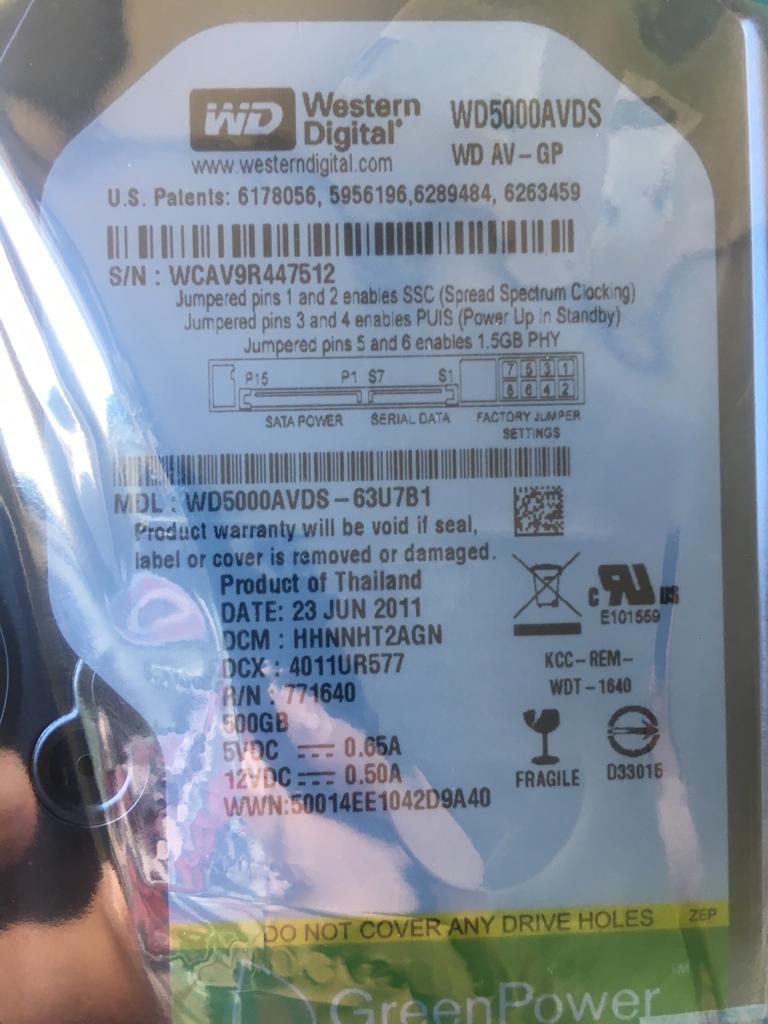 WD Western Digital®
WD5000AVDS
www.westerndigital.com
WD AV-GP
U.S. Patents: 6178056, 5956196,6289484, 6263459
S/N : WCAV9R447512
Jumpered pins 1 and 2 enables SSC (Spread Spectrum Clocking)
Jumpered pins 3 and 4 enables PUIS (Power Up In Standby)
Jumpered pins 5 and 6 enables 1.5GB PHY
P15 P1 S7 S1 7 5 3 1
8 6 4 2
SATA POWER SERIAL DATA FACTORY JUMPER
SETTINGS
MDL : WD5000AVDS-63U7B1
Product warranty will be void if seal,
label or cover is removed or damaged.
Product of Thailand
DATE: 23 JUN 2011
DCM : HHNNHT2AGN
DCX : 4011UR577
R/N : 771640
500GB
5VDC 0.65A
12VDC 0.50A
WWN:50014EE1042D9A40
c RU US
E101559
KCC-REM-
WDT-1640
FRAGILE
D33015
DO NOT COVER ANY DRIVE HOLES ZEP
GreenPower™